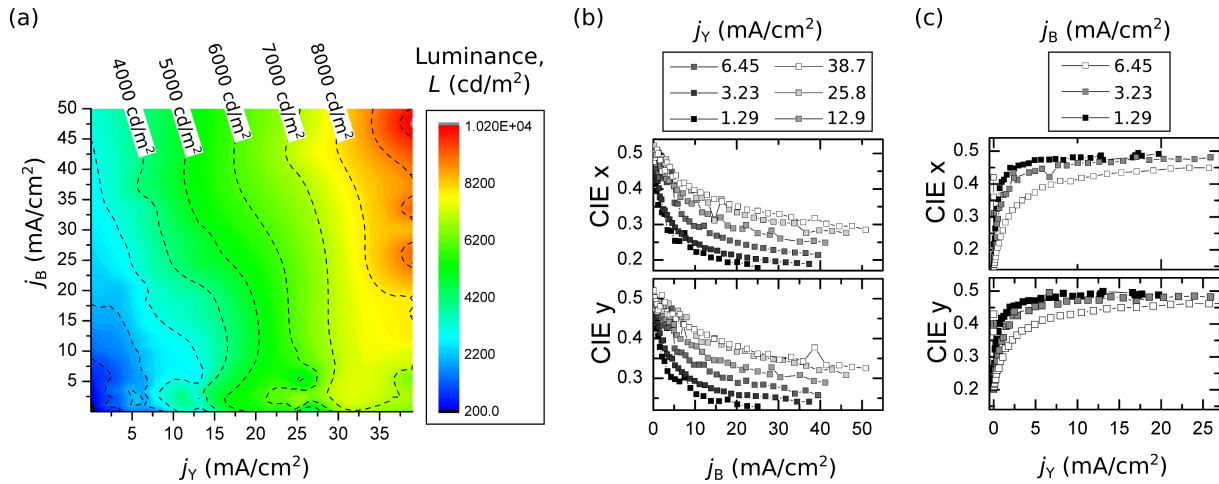 (a)
4000 cd/m²
5000 cd/m²
6000 cd/m²
7000 cd/m²
8000 cd/m²
50
45
40
35
30
25
20
15
10
5
j_B (mA/cm²)
5
10
15
20
25
30
35
j_Y (mA/cm²)
Luminance,
L (cd/m²)
1.020E+04
8200
6200
4200
2200
200.0
(b)
j_Y (mA/cm²)
6.45 38.7
3.23 25.8
1.29 12.9
CIE x
0.5
0.4
0.3
0.2
CIE y
0.5
0.4
0.3
0 10 20 30 40 50
j_B (mA/cm²)
(c)
j_B (mA/cm²)
6.45
3.23
1.29
CIE x
0.5
0.4
0.3
0.2
CIE y
0.5
0.4
0.3
0.2
0 5 10 15 20 25
j_Y (mA/cm²)